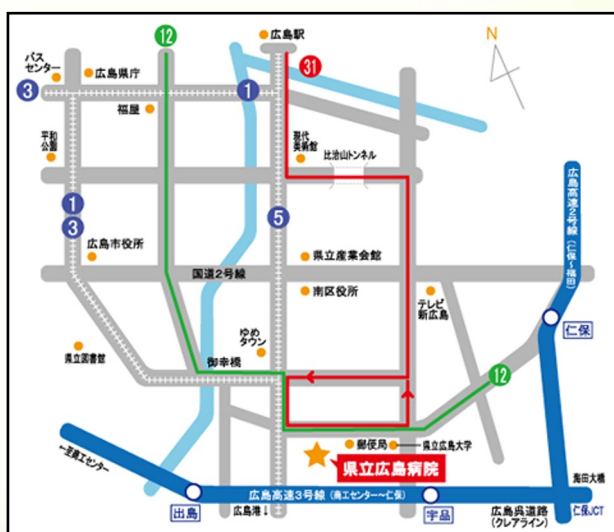 12
広島駅
N
バス
センター
広島県庁
31
3
1
福屋
平和
公園
現代
美術館
比治山トンネル
1
3
5
広島市役所
県立産業会館
国道2号線
南区役所
テレビ
新広島
広島高速2号線(仁保~福田)
仁保
ゆめ
タウン
県立図書館
御幸橋
12
郵便局
県立広島大学
県立広島病院
←至商工センター
海田大橋
広島高速3号線(商工センター~仁保)
出島
広島港↓
宇品
広島呉道路
(クレアライン)
仁保JCT